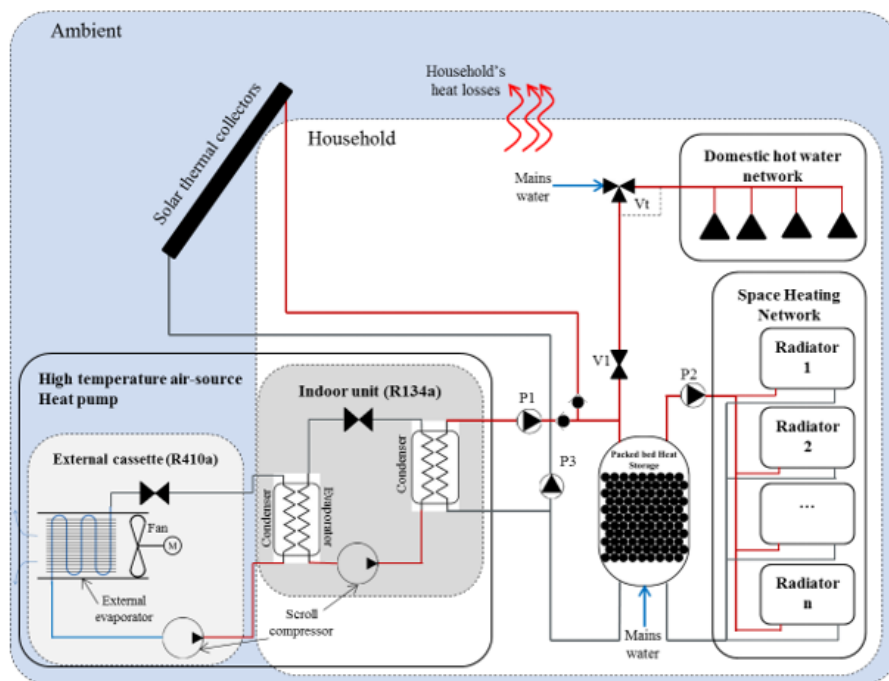 Ambient
Household's
heat losses
Solar thermal collectors
Household
Domestic hot water
network
Mains
water
Vt
Space Heating
Network
V1
P2
Radiator
1
High temperature air-source
Heat pump
Indoor unit (R134a)
P1
External cassette (R410a)
Condenser
Evaporator
Condenser
P3
Packed bed Heat
Storage
Radiator
2
...
Fan
M
External
evaporator
Scroll
compressor
Mains
water
Radiator
n